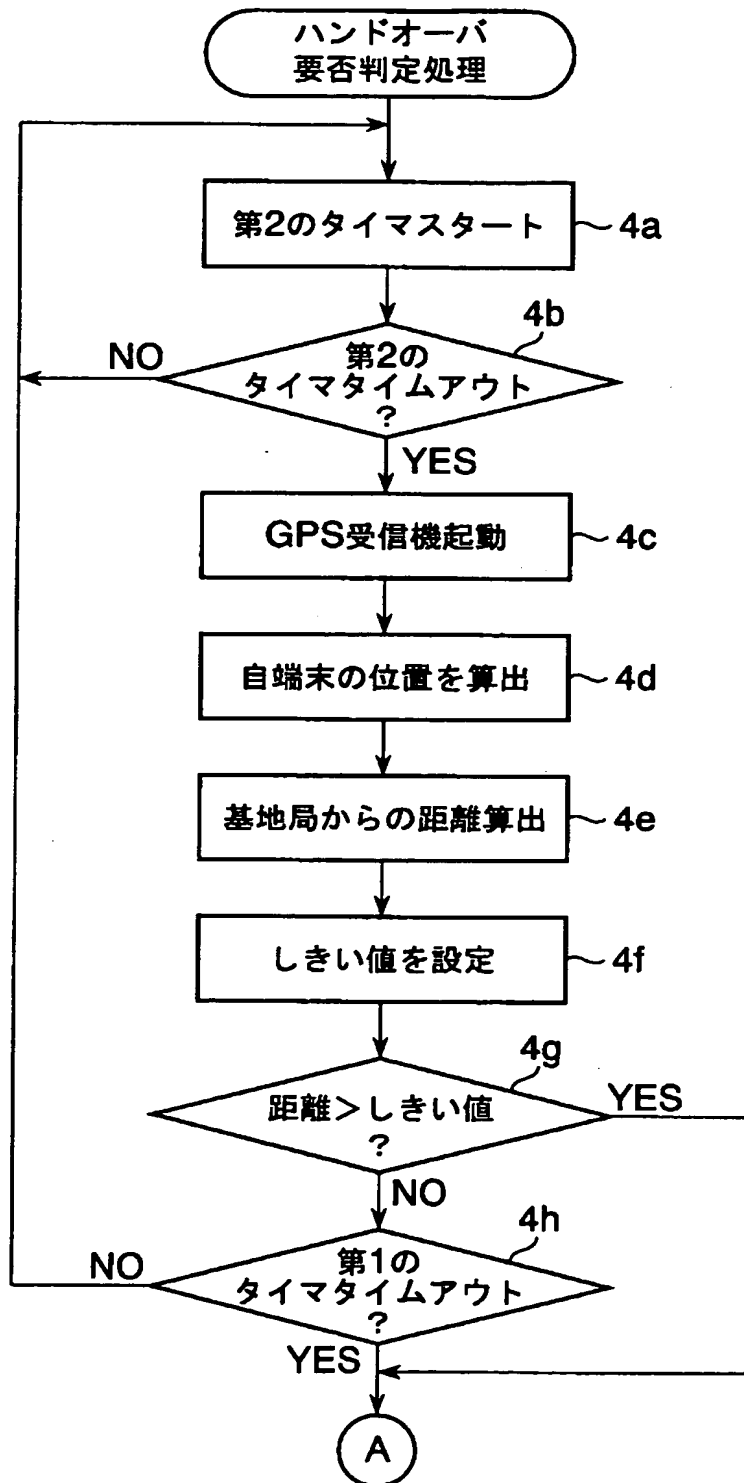 ハンドオーバ
要否判定処理
第2のタイマスタート
4a
4b
NO
第2の
タイマタイムアウト
?
YES
GPS受信機起動
4c
自端末の位置を算出
4d
基地局からの距離算出
4e
しきい値を設定
4f
4g
距離>しきい値
?
YES
NO
4h
NO
第1の
タイマタイムアウト
?
YES
A